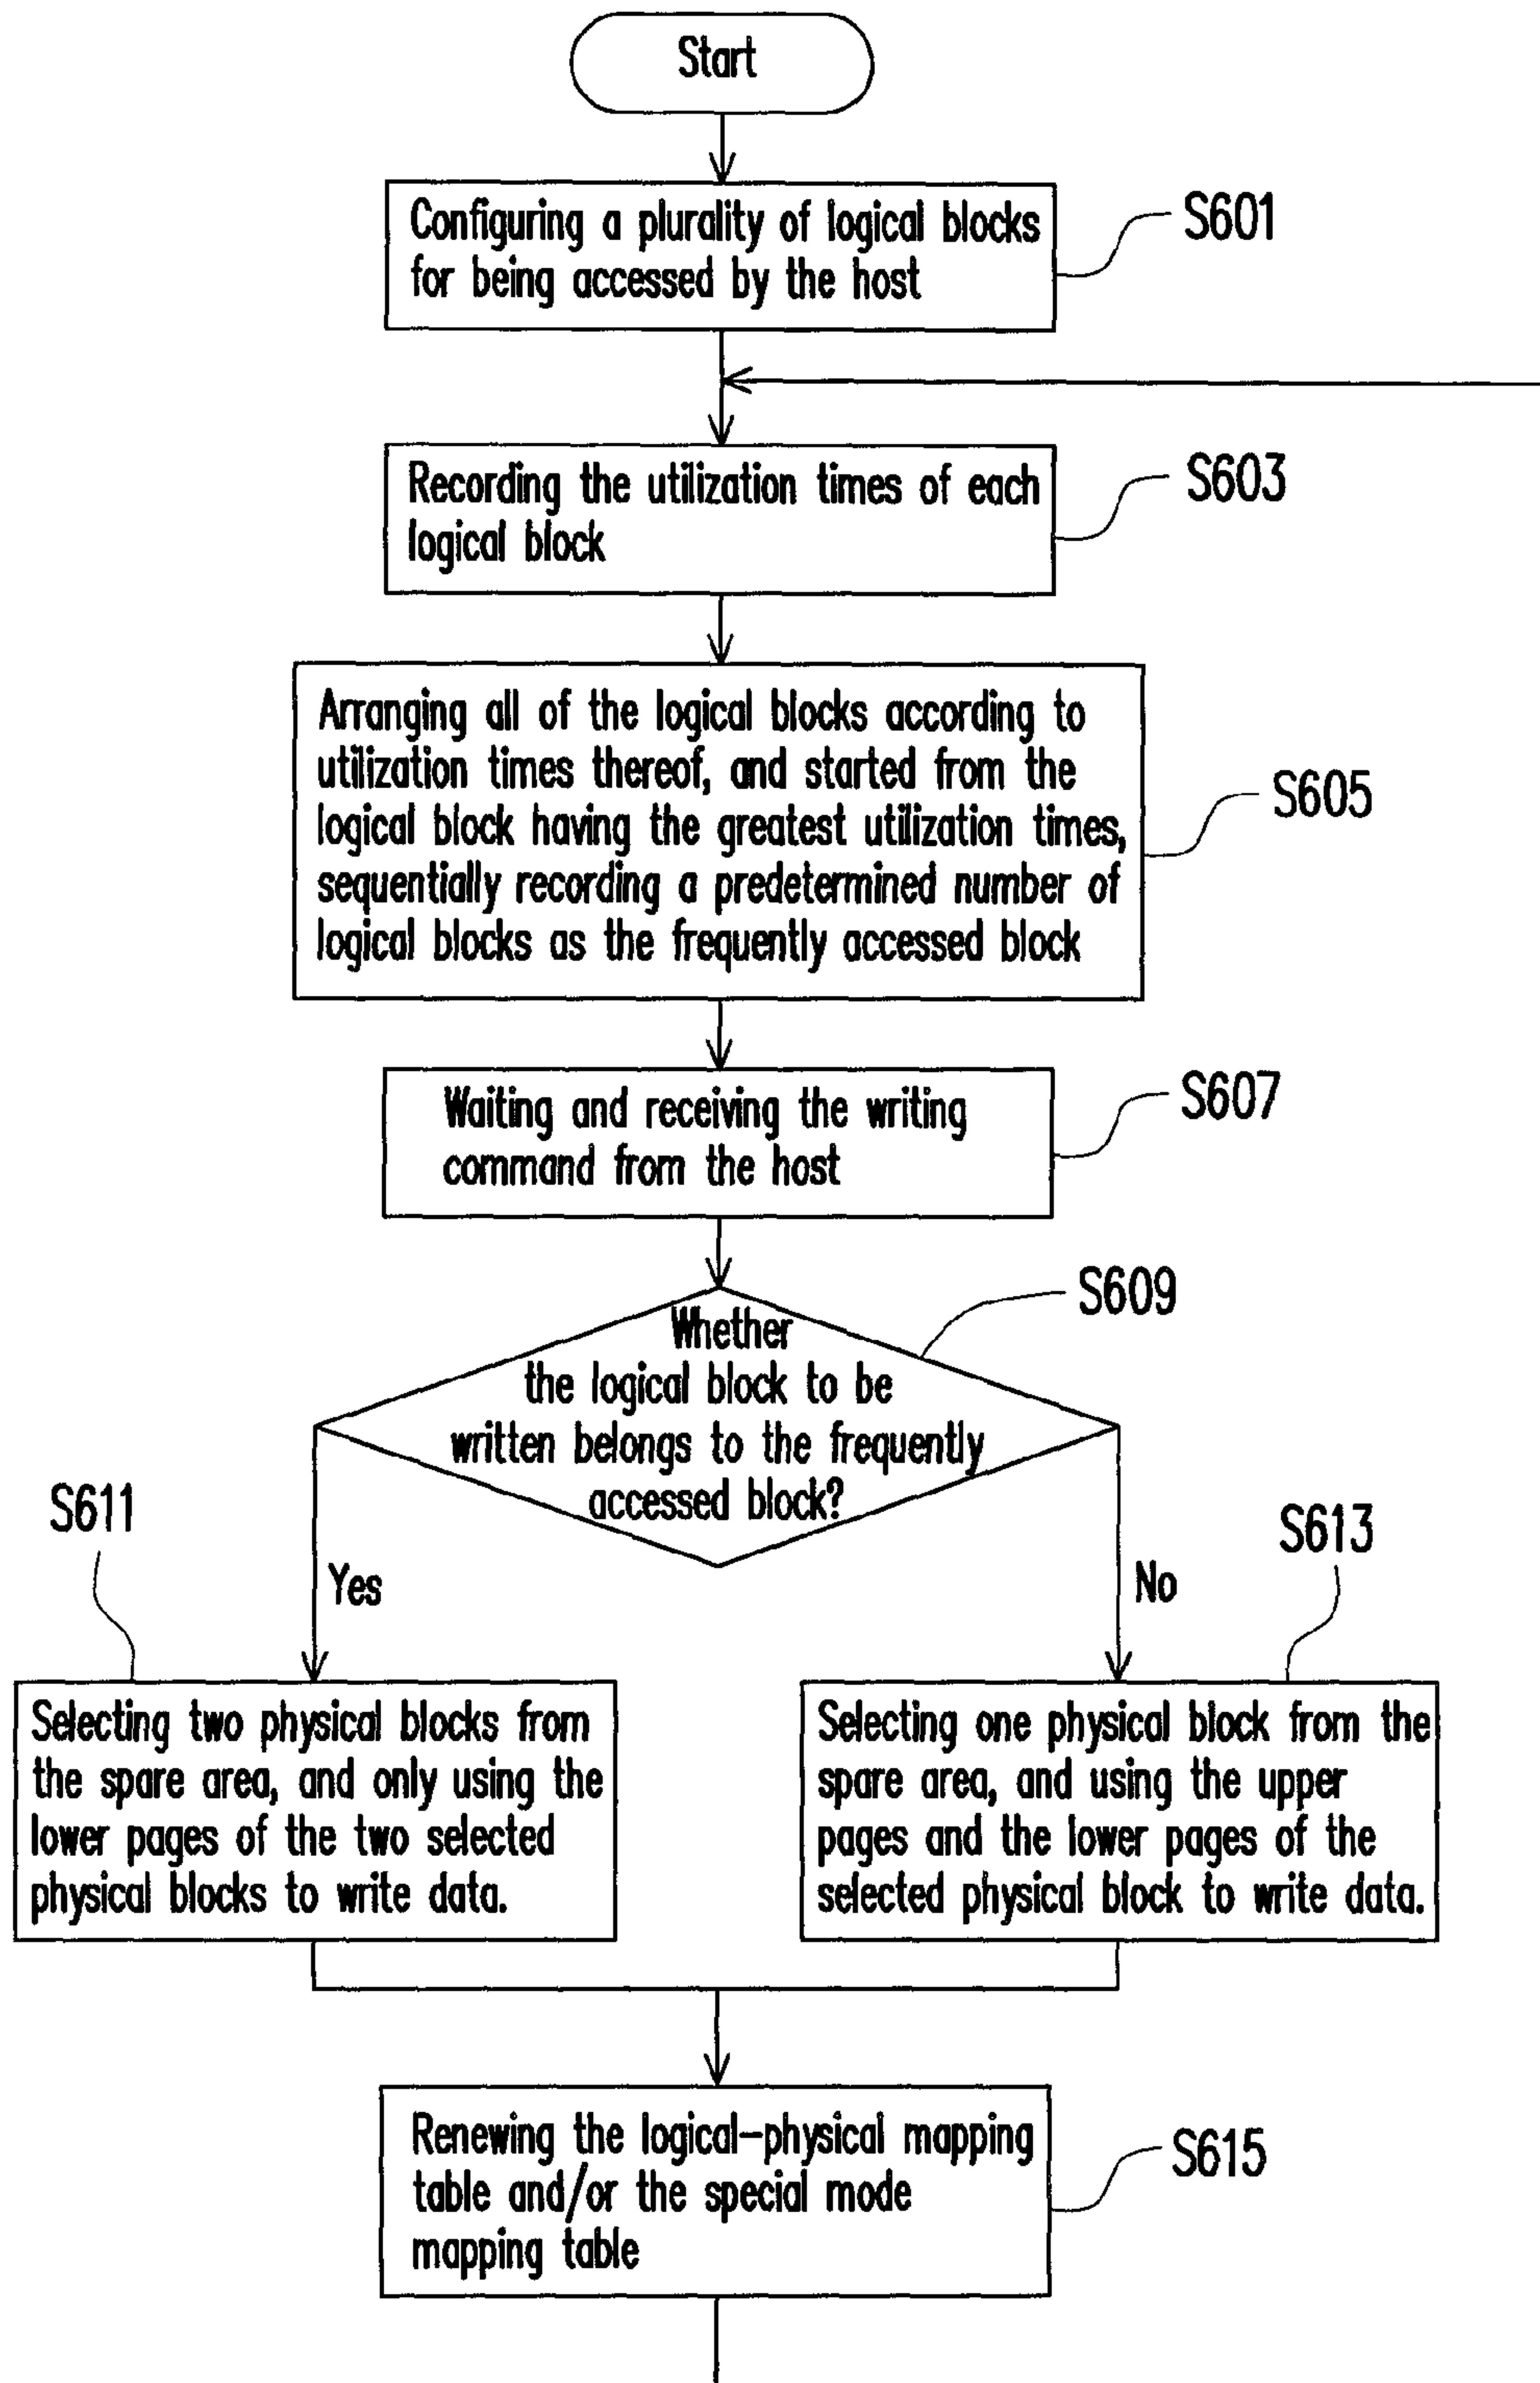 Start
Configuring a plurality of logical blocks
for being accessed by the host
S601
Recording the utilization times of each
logical block
S603
Arranging all of the logical blocks according to
utilization times thereof, and started from the
logical block having the greatest utilization times,
sequentially recording a predetermined number of
logical blocks as the frequently accessed block
S605
Waiting and receiving the writing
command from the host
S607
Whether
the logical block to be
written belongs to the frequently
accessed block?
S609
S611
Yes
No
S613
Selecting two physical blocks from
the spare area, and only using the
lower pages of the two selected
physical blocks to write data.
Selecting one physical block from the
spare area, and using the upper
pages and the lower pages of the
selected physical block to write data.
Renewing the logical-physical mapping
table and/or the special mode
mapping table
S615